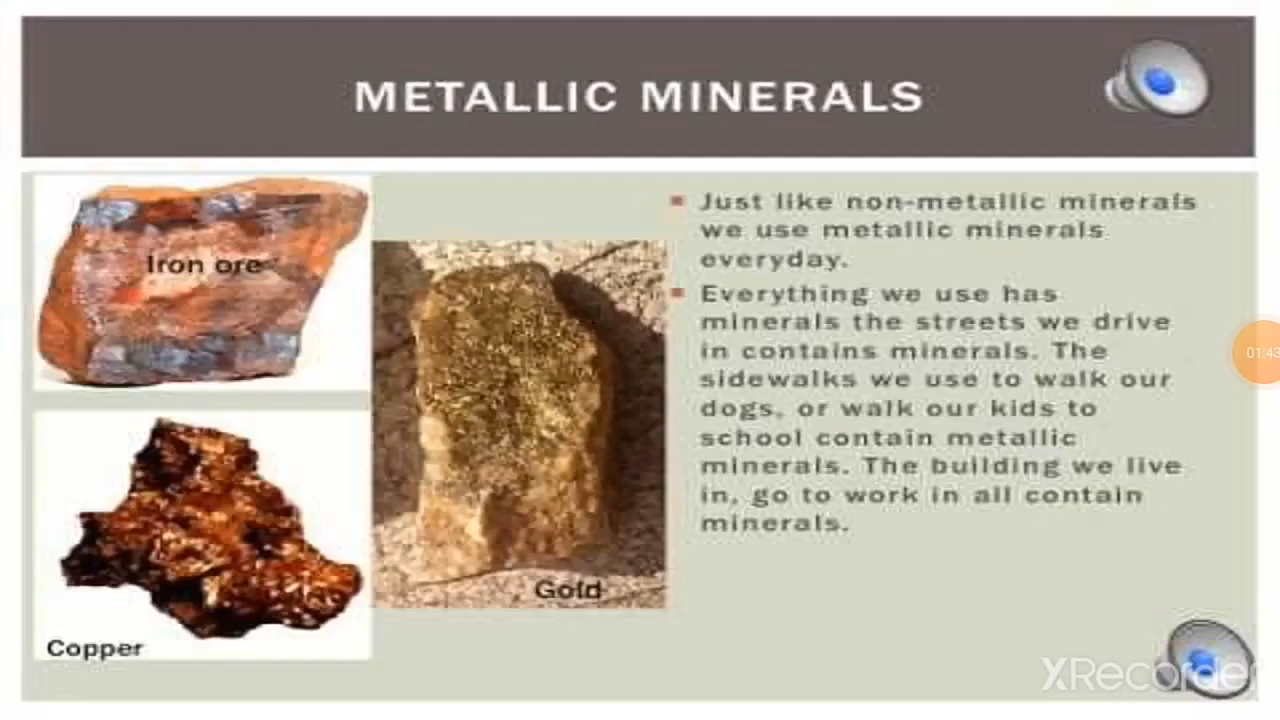 METALLIC MINERALS
Iron ore
Copper
Gold
Just like non-metallic minerals
we use metallic minerals
everyday.
Everything we use has
minerals the streets we drive
in contains minerals. The
sidewalks we use to walk our
dogs, or walk our kids to
school contain metallic
minerals. The building we live
in, go to work in all contain
minerals.
01:43
XRecorder